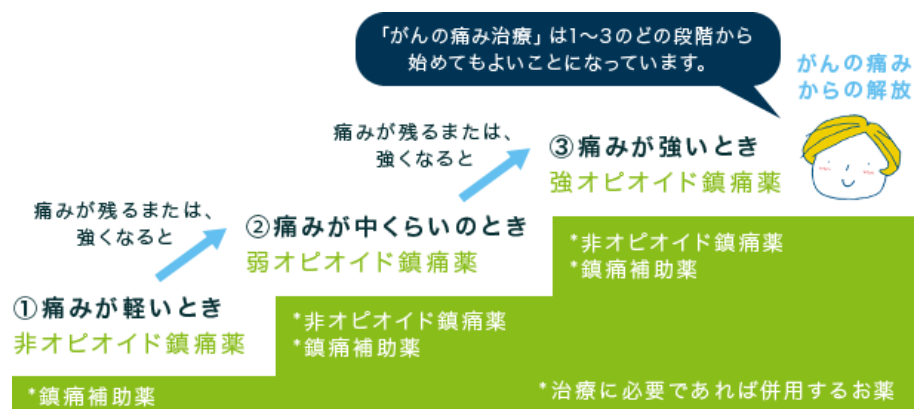 「がんの痛み治療」は1〜3のどの段階から
始めてもよいことになっています。
がんの痛み
からの解放
痛みが残るまたは、
強くなると
③痛みが強いとき
強オピオイド鎮痛薬
*非オピオイド鎮痛薬
*鎮痛補助薬
痛みが残るまたは、
強くなると
②痛みが中くらいのとき
弱オピオイド鎮痛薬
*非オピオイド鎮痛薬
*鎮痛補助薬
①痛みが軽いとき
非オピオイド鎮痛薬
*鎮痛補助薬
*治療に必要であれば併用するお薬